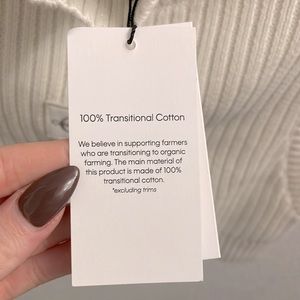 100% Transitional Cotton
We believe in supporting farmers
who are transitioning to organic
farming. The main material of
this product is made of 100%
transitional cotton.
*excluding trims